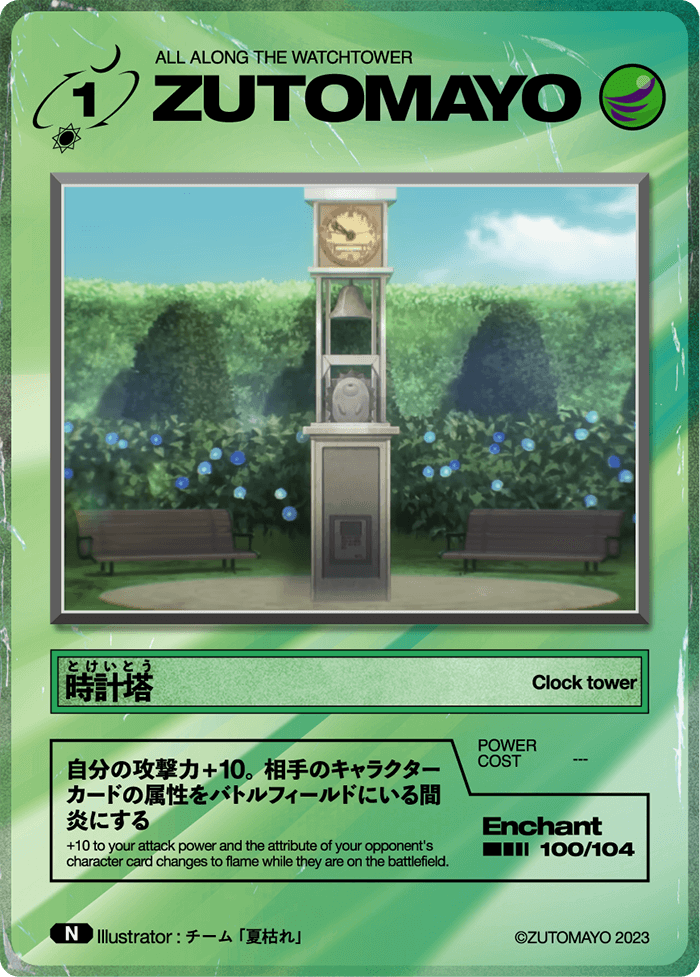 ALL ALONG THE WATCHTOWER
1
ZUTOMAYO
とけいとう
時計塔
Clock tower
自分の攻撃力+10。相手のキャラクター
カードの属性をバトルフィールドにいる間
炎にする
+10 to your attack power and the attribute of your opponent's
character card changes to flame while they are on the battlefield.
POWER
COST
---
Enchant
100/104
N
Illustrator : チーム「夏枯れ」
©ZUTOMAYO 2023